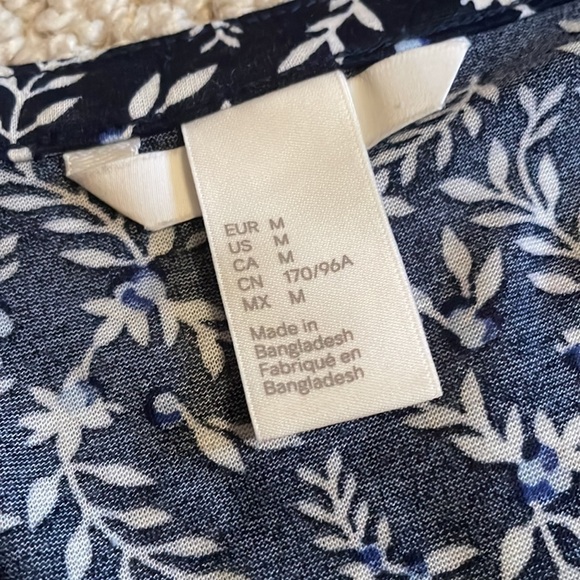 EUR M
US M
CA M
CN 170/96A
MX M
Made in
Bangladesh
Fabriqué en
Bangladesh